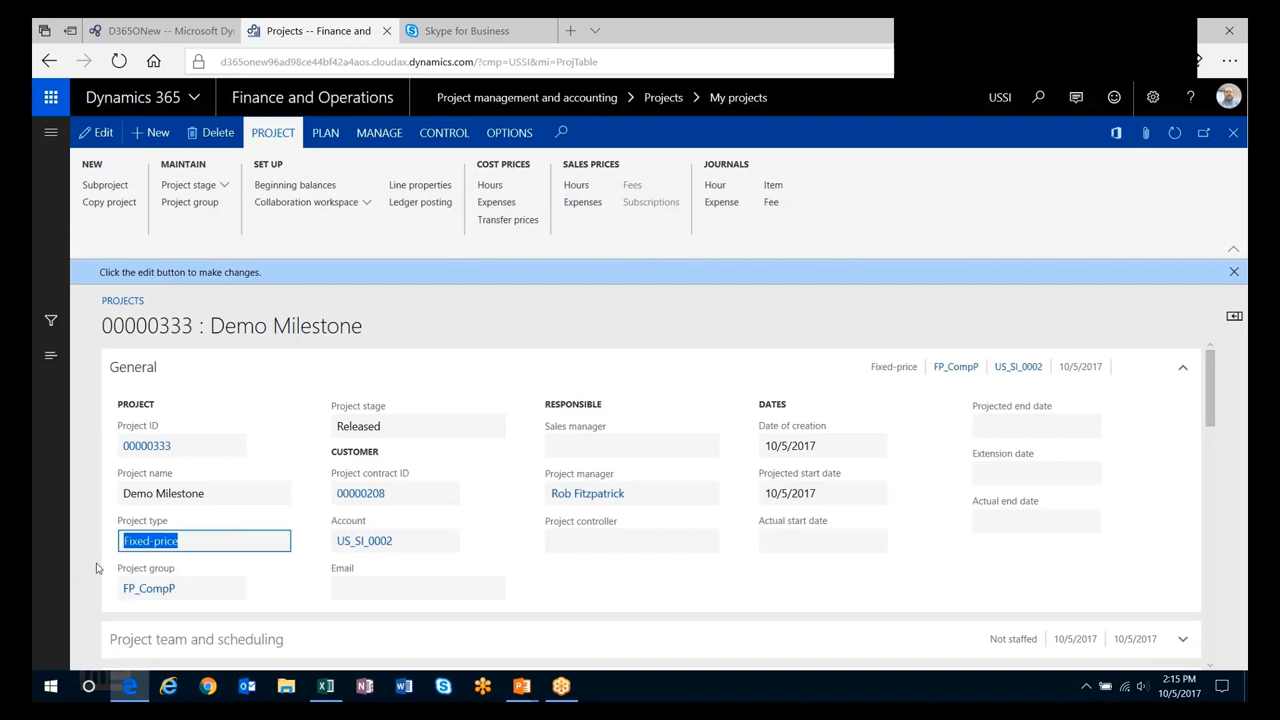 D365ONew -- Microsoft Dy
Projects -- Finance and
Skype for Business
d365onew96ad98ce44bf42a4aos.cloudax.dynamics.com/?cmp=USSI&mi=ProjTable
Dynamics 365
Finance and Operations
Project management and accounting > Projects > My projects
USSI
Edit
New
Delete
PROJECT
PLAN
MANAGE
CONTROL
OPTIONS
NEW
Subproject
Copy project
MAINTAIN
Project stage
Project group
SET UP
Beginning balances
Collaboration workspace
Line properties
Ledger posting
COST PRICES
Hours
Expenses
Transfer prices
SALES PRICES
Hours
Expenses
Fees
Subscriptions
JOURNALS
Hour
Expense
Item
Fee
Click the edit button to make changes.
PROJECTS
00000333 : Demo Milestone
General
Fixed-price
FP_CompP
US_SI_0002
10/5/2017
PROJECT
Project ID
00000333
Project name
Demo Milestone
Project type
Fixed-price
Project group
FP_CompP
Project stage
Released
CUSTOMER
Project contract ID
00000208
Account
US_SI_0002
Email
RESPONSIBLE
Sales manager
Project manager
Rob Fitzpatrick
Project controller
DATES
Date of creation
10/5/2017
Projected start date
10/5/2017
Actual start date
Projected end date
Extension date
Actual end date
Project team and scheduling
Not staffed
10/5/2017
10/5/2017
2:15 PM
10/5/2017